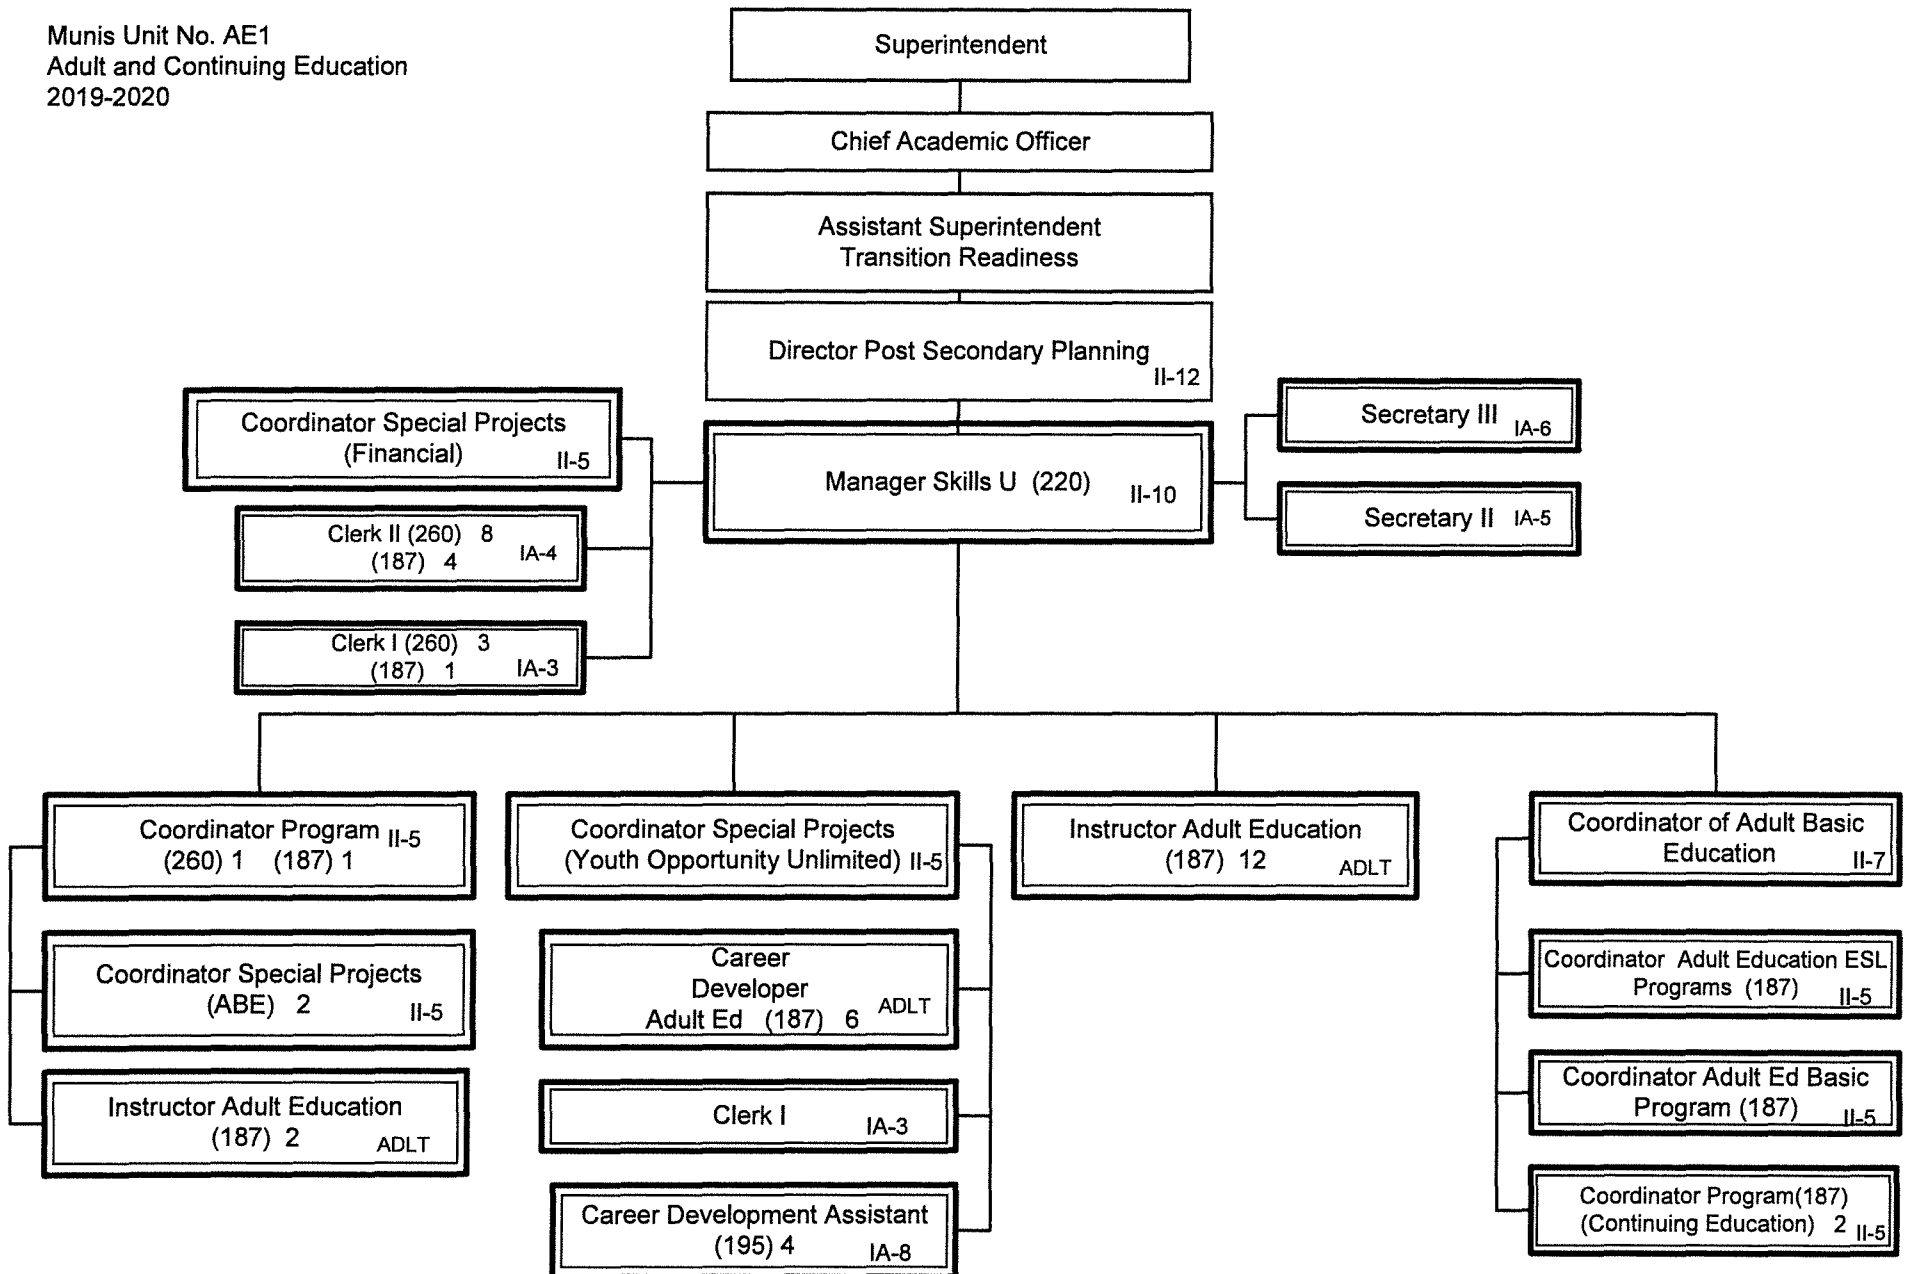 Munis Unit No. AE1
Adult and Continuing Education
2019-2020
Superintendent
Chief Academic Officer
Assistant Superintendent
Transition Readiness
Director Post Secondary Planning
II-12
Coordinator Special Projects
(Financial) II-5
Clerk II (260) 8
(187) 4 IA-4
Clerk I (260) 3
(187) 1 IA-3
Manager Skills U (220) II-10
Secretary III IA-6
Secretary II IA-5
Coordinator Program II-5
(260) 1 (187) 1
Coordinator Special Projects
(ABE) 2 II-5
Instructor Adult Education
(187) 2 ADLT
Coordinator Special Projects
(Youth Opportunity Unlimited) II-5
Career
Developer
Adult Ed (187) 6 ADLT
Clerk I IA-3
Career Development Assistant
(195) 4 IA-8
Instructor Adult Education
(187) 12 ADLT
Coordinator of Adult Basic
Education II-7
Coordinator Adult Education ESL
Programs (187) II-5
Coordinator Adult Ed Basic
Program (187) II-5
Coordinator Program(187)
(Continuing Education) 2 II-5